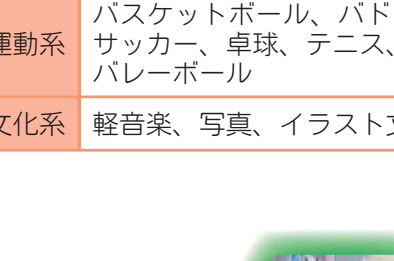 運動系
バスケットボール、バド
サッカー、卓球、テニス、
バレーボール
文化系
軽音楽、写真、イラスト